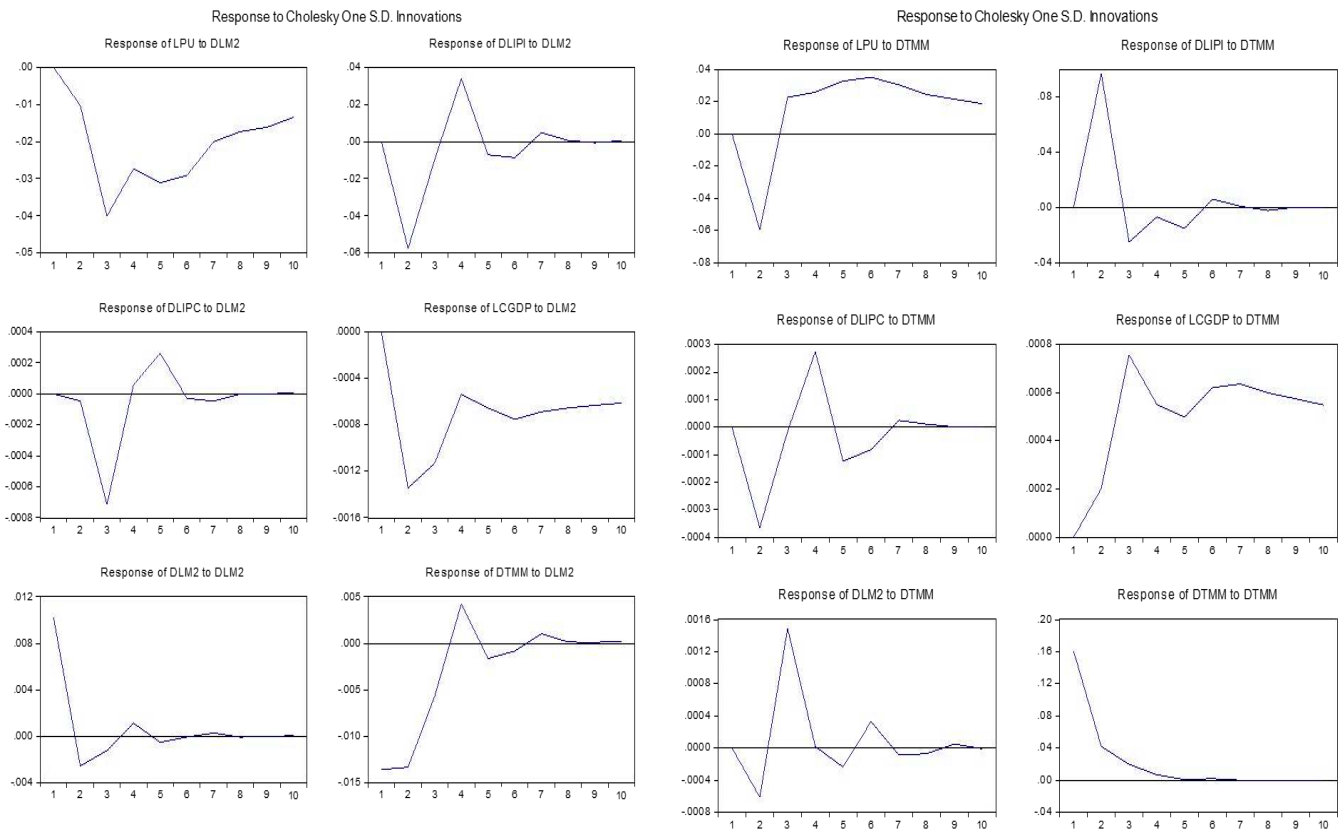 Response to Cholesky One S.D. Innovations
Response of LPU to DLM2
.00
-.01
-.02
-.03
-.04
-.05
1 2 3 4 5 6 7 8 9 10
Response of DLIPI to DLM2
.04
.02
.00
-.02
-.04
-.06
1 2 3 4 5 6 7 8 9 10
Response of DLIPC to DLM2
.0004
.0002
.0000
-.0002
-.0004
-.0006
-.0008
1 2 3 4 5 6 7 8 9 10
Response of LCGDP to DLM2
.0000
-.0004
-.0008
-.0012
-.0016
1 2 3 4 5 6 7 8 9 10
Response of DLM2 to DLM2
.012
.008
.004
.000
-.004
1 2 3 4 5 6 7 8 9 10
Response of DTMM to DLM2
.005
.000
-.005
-.010
-.015
1 2 3 4 5 6 7 8 9 10
Response to Cholesky One S.D. Innovations
Response of LPU to DTMM
.04
.02
.00
-.02
-.04
-.06
-.08
1 2 3 4 5 6 7 8 9 10
Response of DLIPI to DTMM
.08
.04
.00
-.04
1 2 3 4 5 6 7 8 9 10
Response of DLIPC to DTMM
.0003
.0002
.0001
.0000
-.0001
-.0002
-.0003
-.0004
1 2 3 4 5 6 7 8 9 10
Response of LCGDP to DTMM
.0008
.0006
.0004
.0002
.0000
1 2 3 4 5 6 7 8 9 10
Response of DLM2 to DTMM
.0016
.0012
.0008
.0004
.0000
-.0004
-.0008
1 2 3 4 5 6 7 8 9 10
Response of DTMM to DTMM
.20
.16
.12
.08
.04
.00
-.04
1 2 3 4 5 6 7 8 9 10